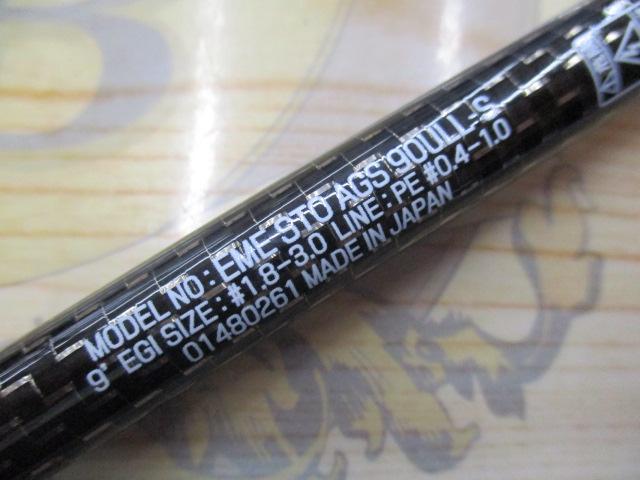 MODEL NO.: EME STO AGS 90ULL-S
9' EGI SIZE: #1.8-3.0 LINE: PE #0.4-1.0
01480261 MADE IN JAPAN